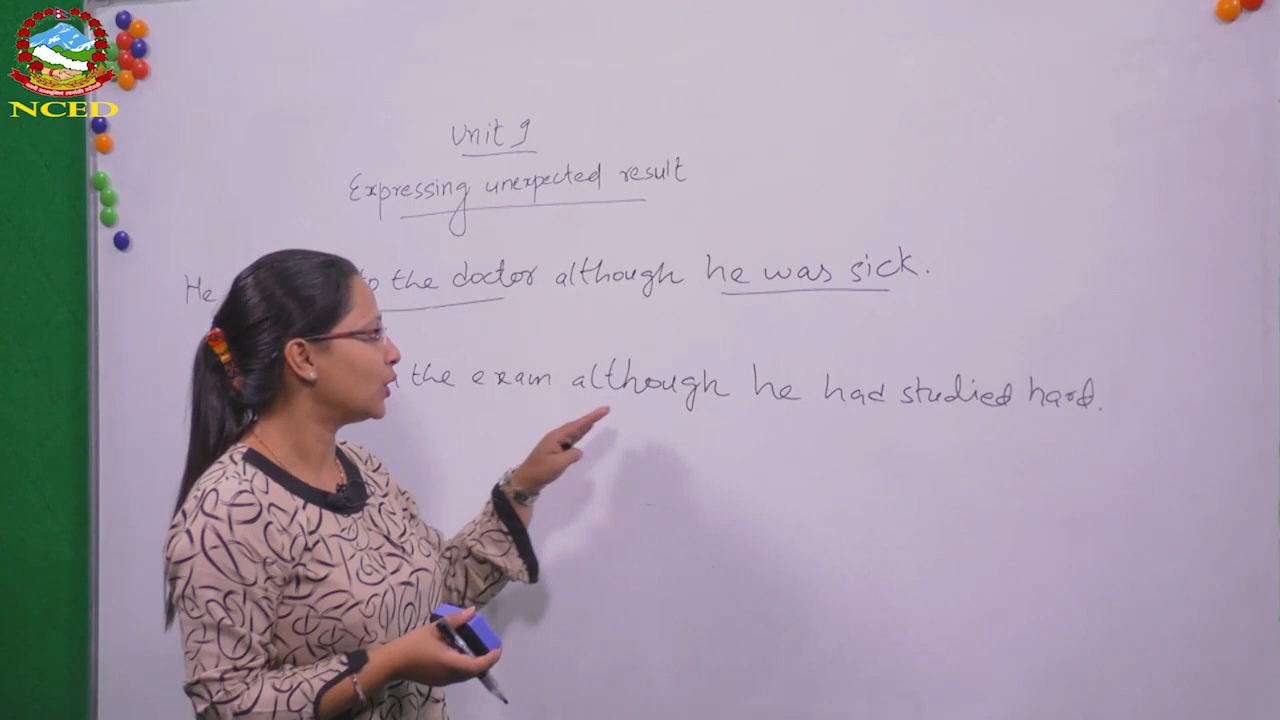 NCED
Unit 9
Expressing unexpected result
He to the doctor although he was sick.
the exam although he had studied hard.